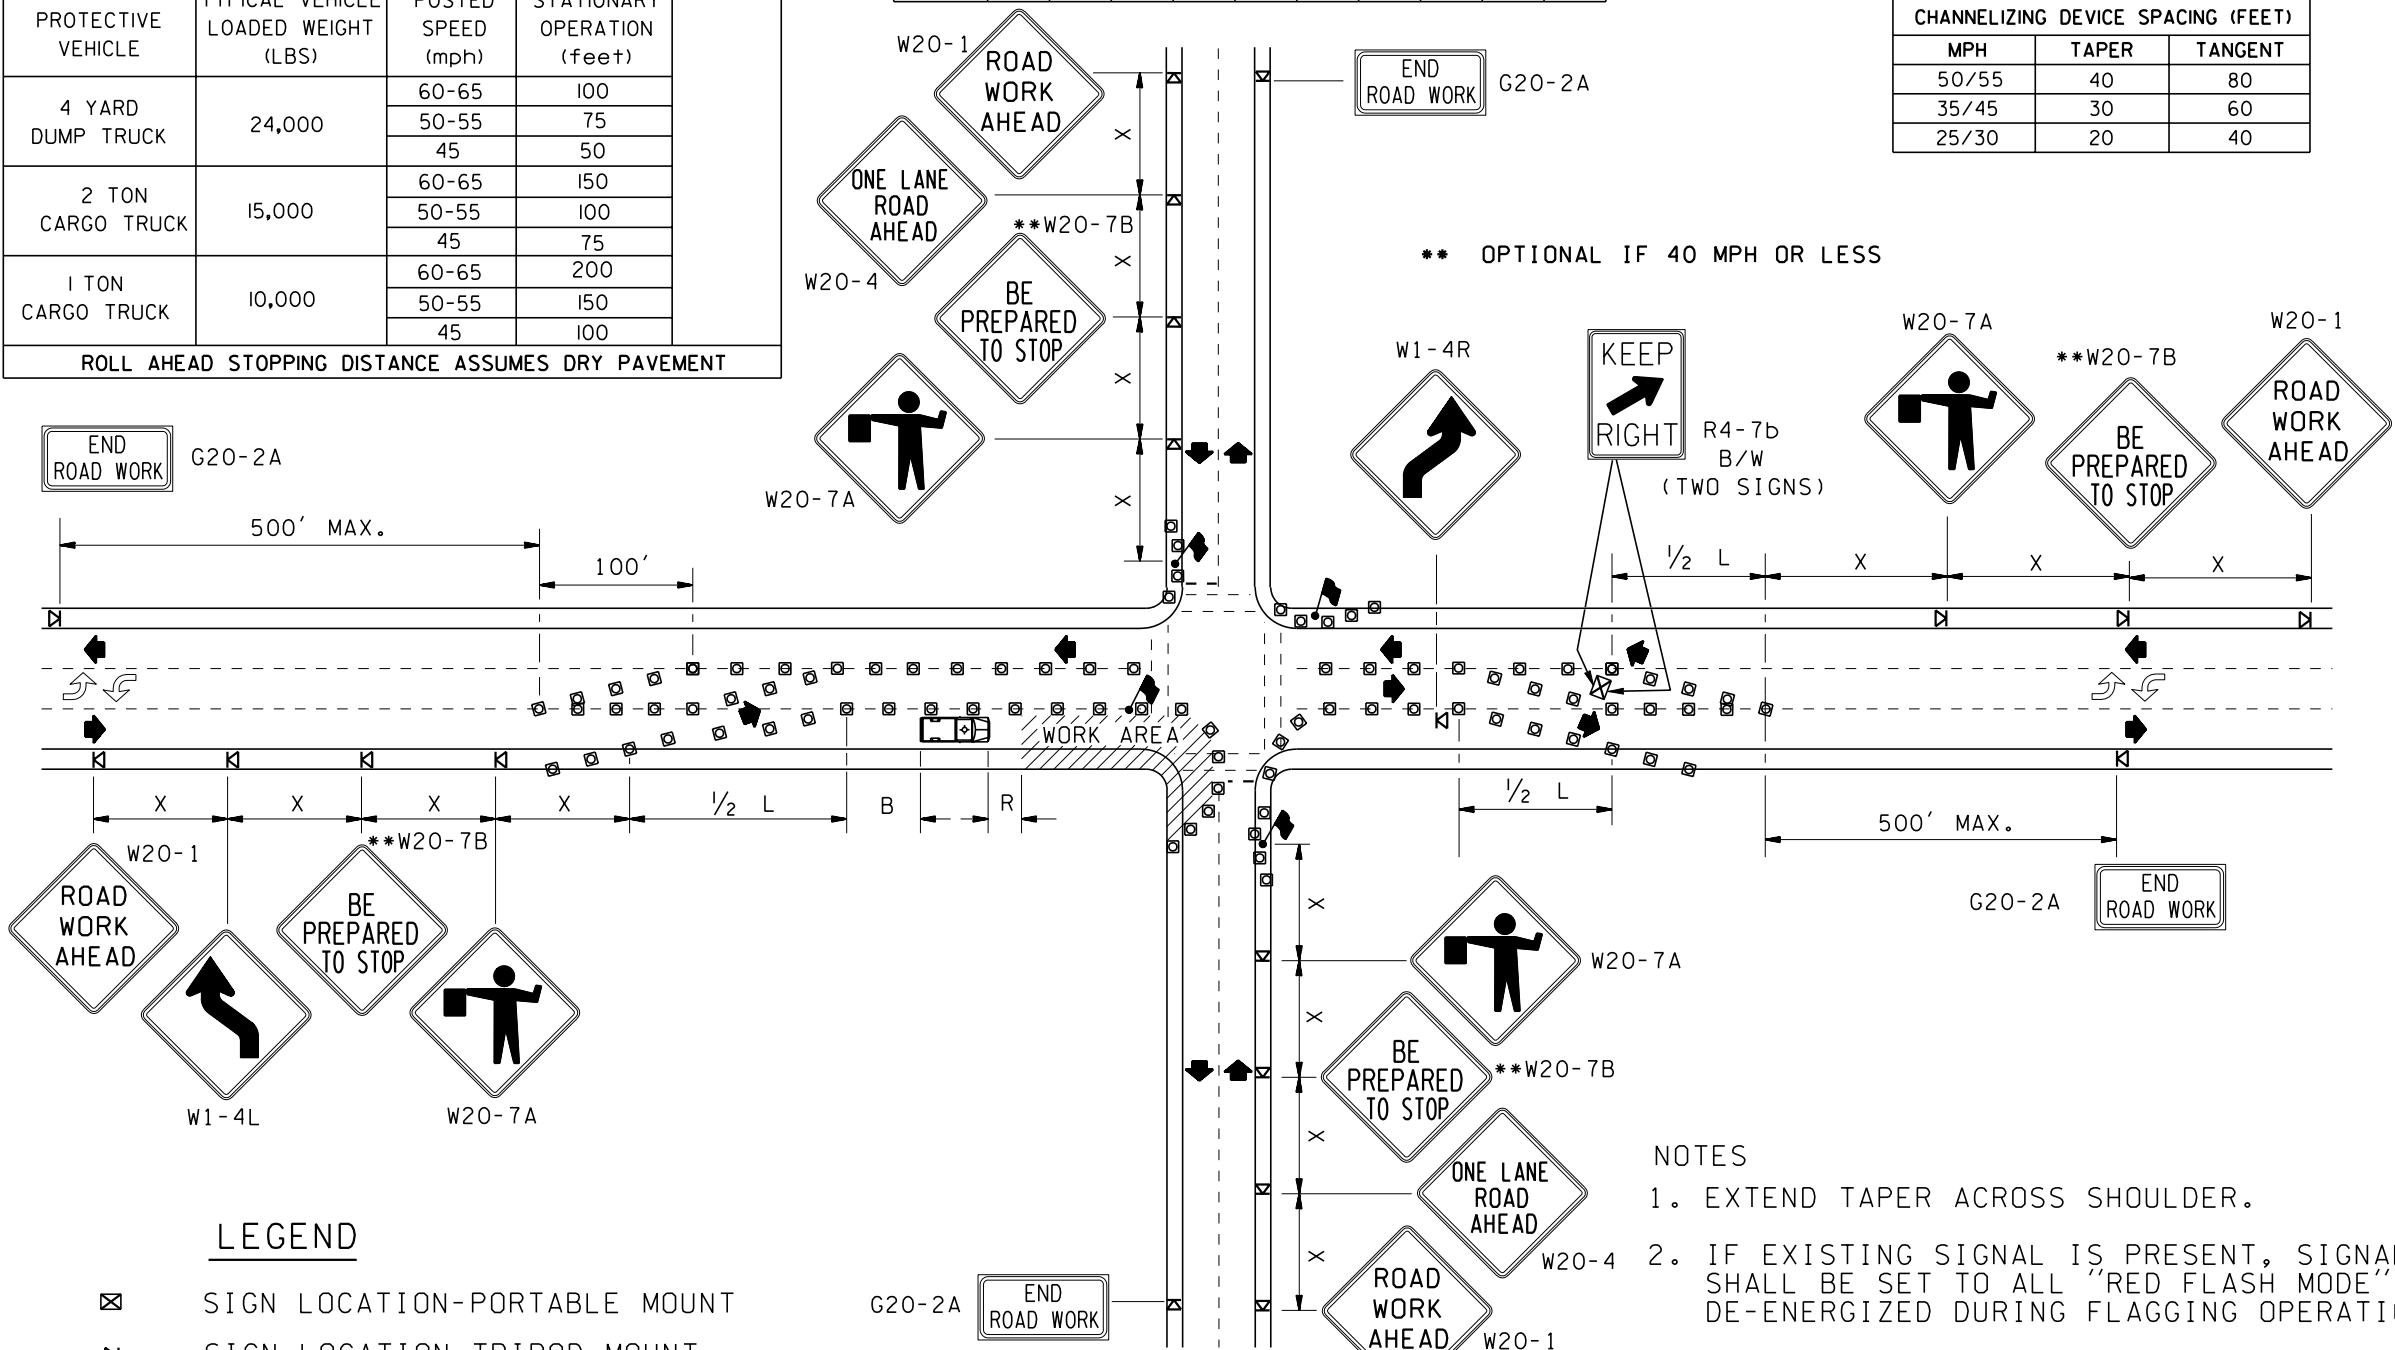 TYPICAL VEHICLE POSTED STATIONARY
PROTECTIVE LOADED WEIGHT SPEED OPERATION
VEHICLE (LBS) (mph) (feet)
4 YARD
DUMP TRUCK
24,000
60-65 100
50-55 75
45 50
2 TON
CARGO TRUCK
15,000
60-65 150
50-55 100
45 75
1 TON
CARGO TRUCK
10,000
60-65 200
50-55 150
45 100
ROLL AHEAD STOPPING DISTANCE ASSUMES DRY PAVEMENT
W20-1
ROAD
WORK
AHEAD
END
ROAD WORK
G20-2A
X
ONE LANE
ROAD
AHEAD
W20-4
X
**W20-7B
BE
PREPARED
TO STOP
X
W20-7A
X
CHANNELIZING DEVICE SPACING (FEET)
MPH TAPER TANGENT
50/55 40 80
35/45 30 60
25/30 20 40
** OPTIONAL IF 40 MPH OR LESS
W1-4R
KEEP
RIGHT
R4-7b
B/W
(TWO SIGNS)
W20-7A
**W20-7B
BE
PREPARED
TO STOP
W20-1
ROAD
WORK
AHEAD
END
ROAD WORK
G20-2A
500' MAX.
100'
1/2 L
X
X
X
WORK AREA
X
X
X
X
1/2 L
B
R
1/2 L
500' MAX.
W20-1
ROAD
WORK
AHEAD
W1-4L
**W20-7B
BE
PREPARED
TO STOP
W20-7A
G20-2A
END
ROAD WORK
X
W20-7A
X
BE
PREPARED
TO STOP
**W20-7B
X
ONE LANE
ROAD
AHEAD
W20-4
X
ROAD
WORK
AHEAD
W20-1
G20-2A
END
ROAD WORK
NOTES
1. EXTEND TAPER ACROSS SHOULDER.
2. IF EXISTING SIGNAL IS PRESENT, SIGNAL
SHALL BE SET TO ALL "RED FLASH MODE"
DE-ENERGIZED DURING FLAGGING
LEGEND
SIGN LOCATION-PORTABLE MOUNT
SIGN LOCATION-TRIPOD MOUNT